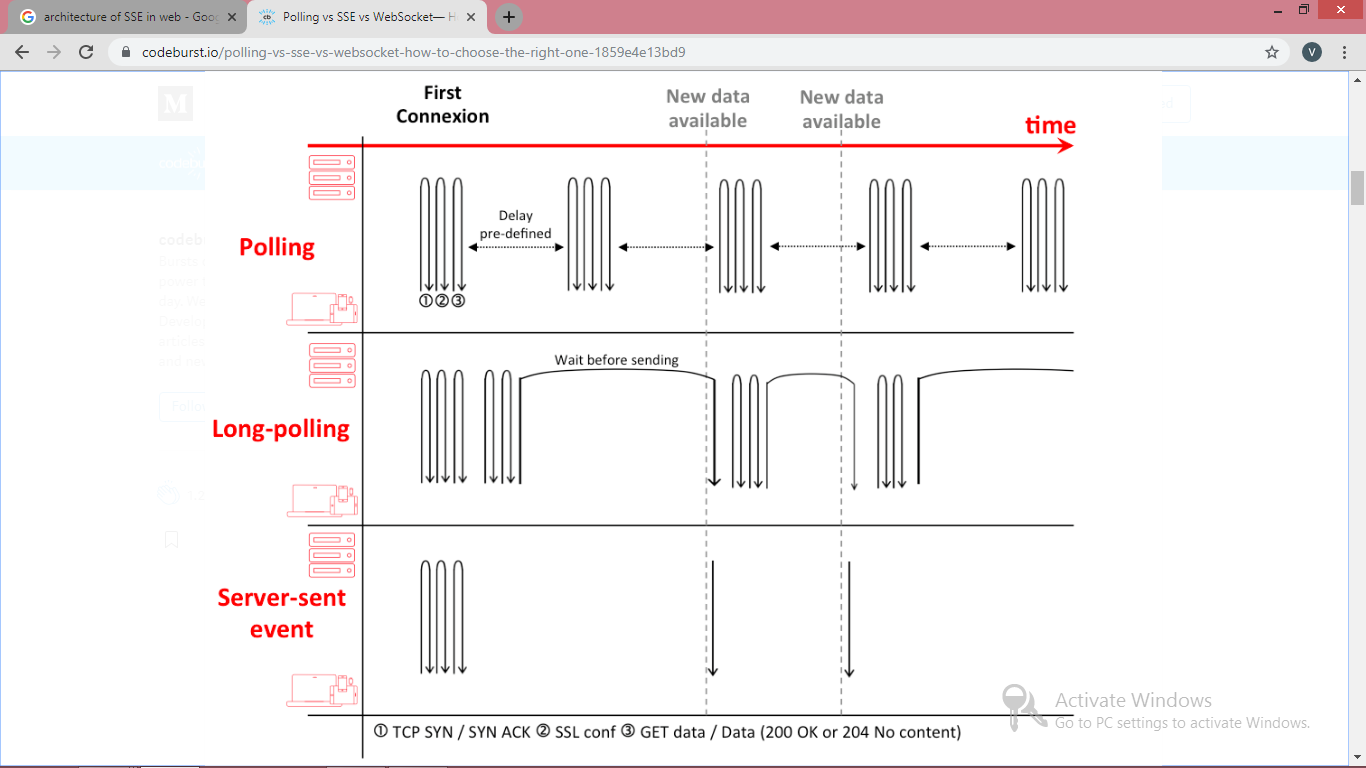 architecture of SSE in web - Goo
Polling vs SSE vs WebSocket— H
codeburst.io/polling-vs-sse-vs-websocket-how-to-choose-the-right-one-1859e4e13bd9
V
M
First
Connexion
New data
available
New data
available
time
Delay
pre-defined
Polling
① ② ③
Wait before sending
Long-polling
Server-sent
event
Activate Windows
Go to PC settings to activate Windows.
① TCP SYN / SYN ACK ② SSL conf ③ GET data / Data (200 OK or 204 No content)